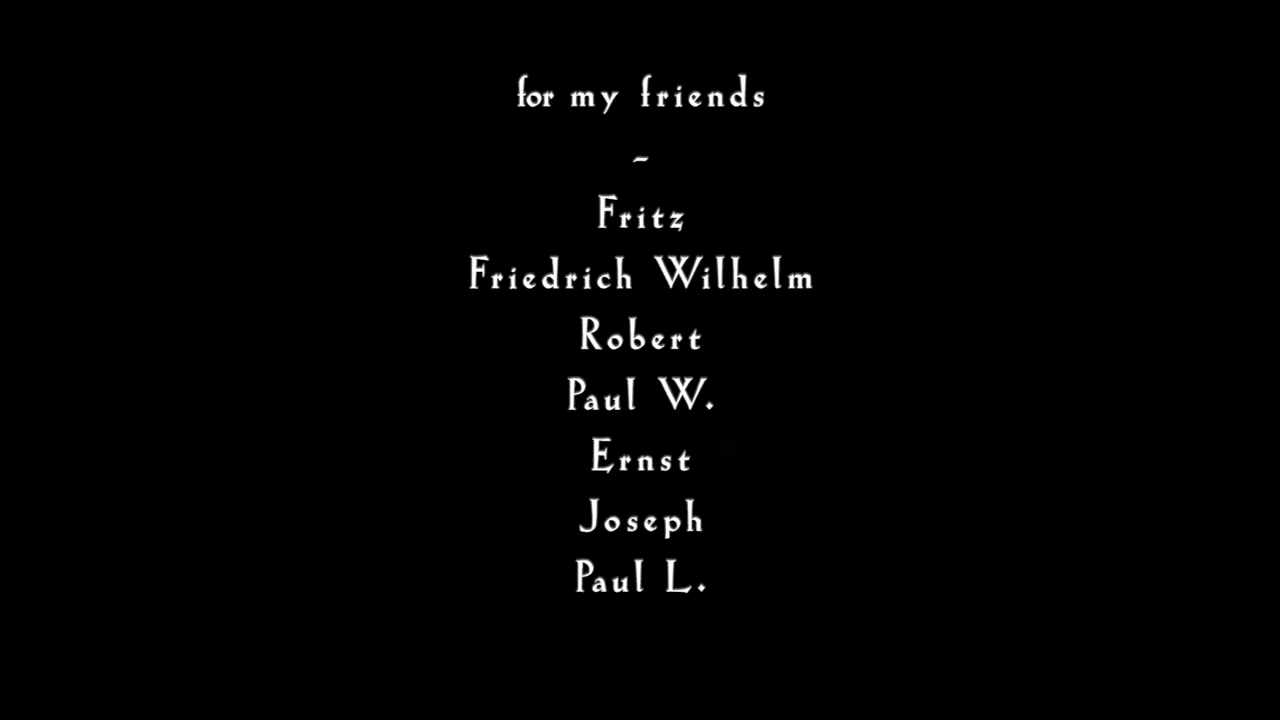 for my friends
-
Fritz
Friedrich Wilhelm
Robert
Paul W.
Ernst
Joseph
Paul L.